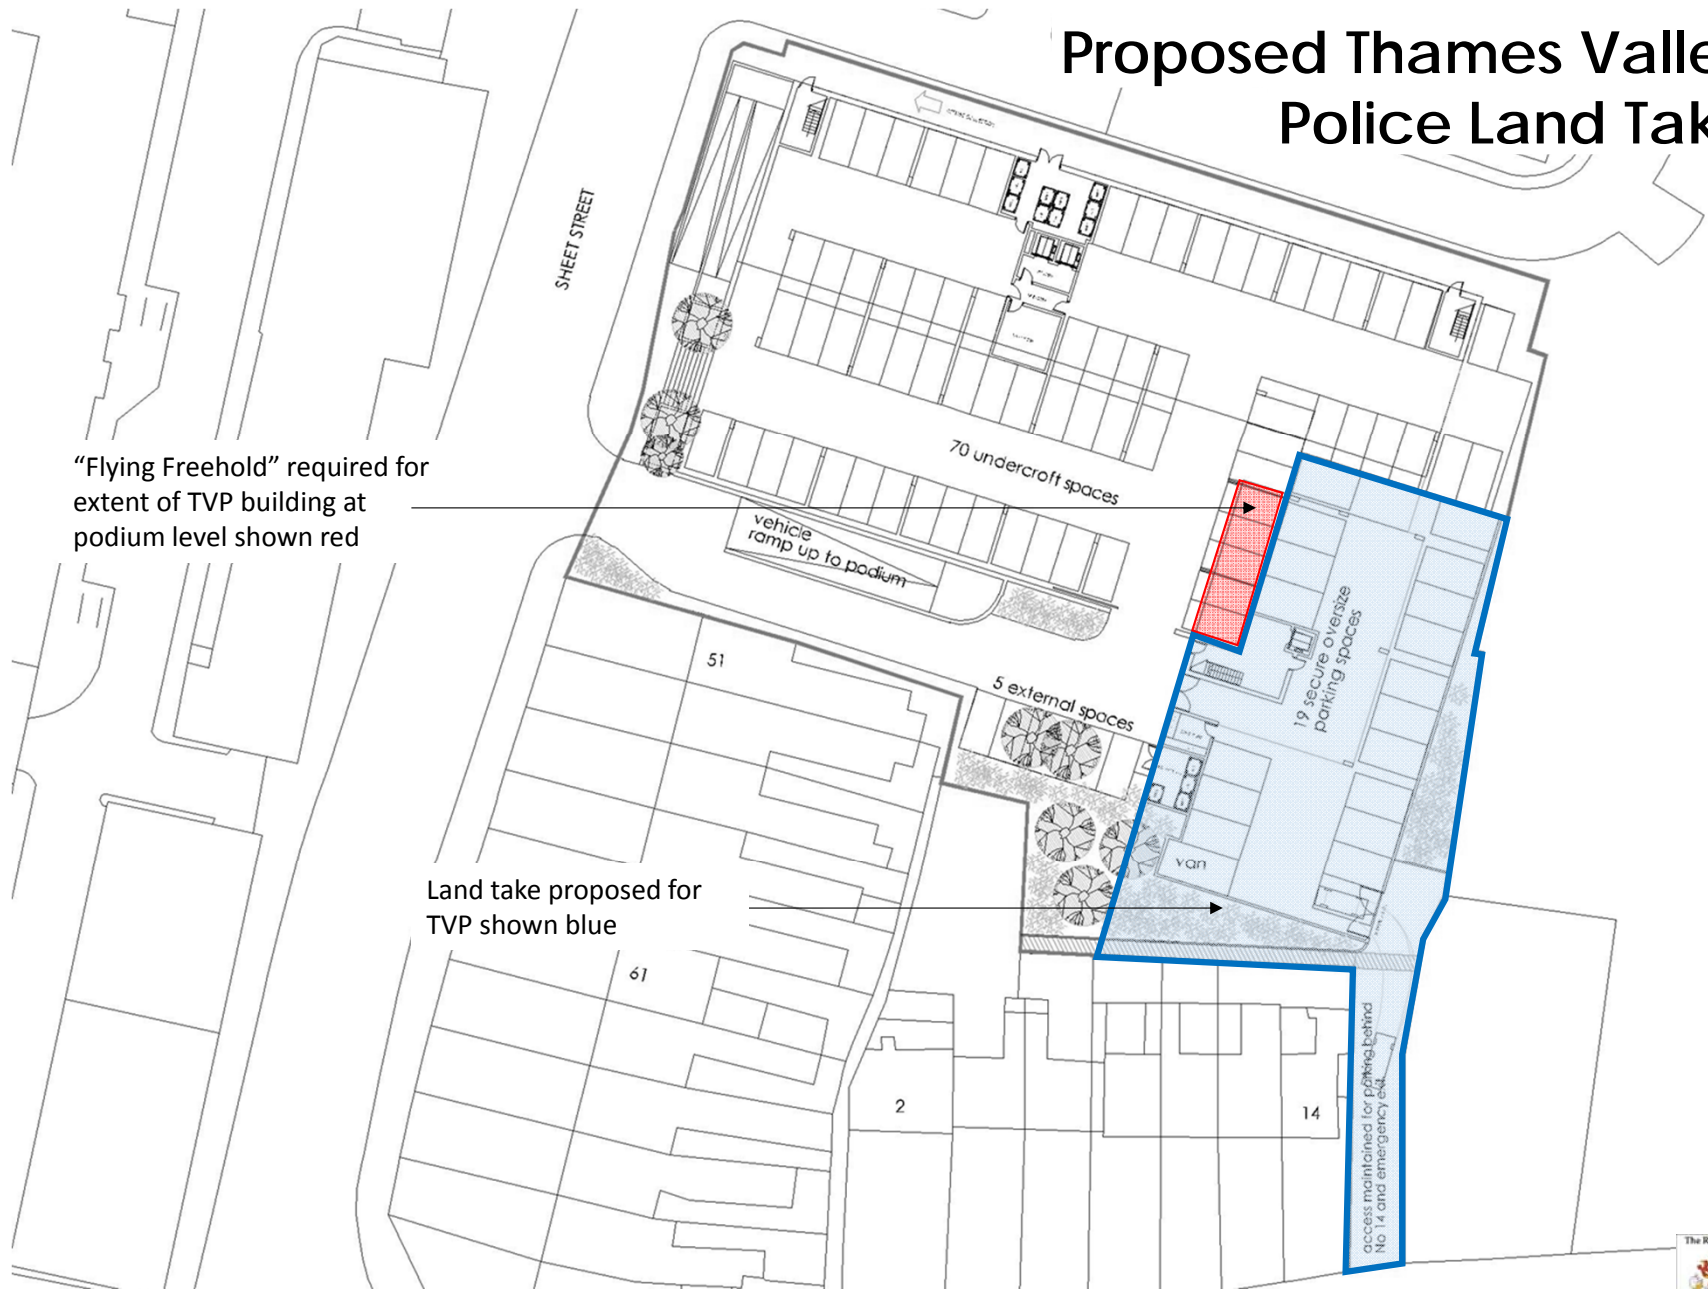 Proposed Thames Valle
Police Land Tak
SHEET STREET
"Flying Freehold" required for
extent of TVP building at
podium level shown red
70 undercroft spaces
vehicle
ramp up to podium
19 secure oversize
parking spaces
51
5 external spaces
van
Land take proposed for
TVP shown blue
61
2
14
access maintained for parking behind
No 14 and emergency exit
The R